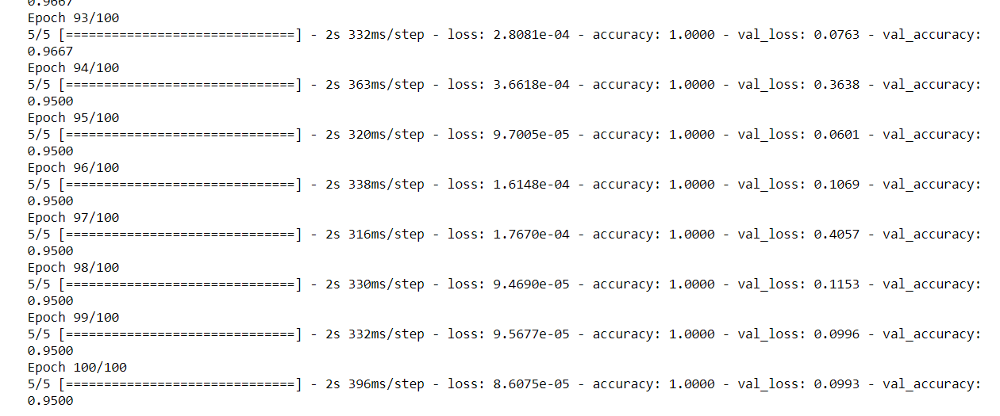 0.9667
Epoch 93/100
5/5 [==============================] - 2s 332ms/step - loss: 2.8081e-04 - accuracy: 1.0000 - val_loss: 0.0763 - val_accuracy:
0.9667
Epoch 94/100
5/5 [==============================] - 2s 363ms/step - loss: 3.6618e-04 - accuracy: 1.0000 - val_loss: 0.3638 - val_accuracy:
0.9500
Epoch 95/100
5/5 [==============================] - 2s 320ms/step - loss: 9.7005e-05 - accuracy: 1.0000 - val_loss: 0.0601 - val_accuracy:
0.9500
Epoch 96/100
5/5 [==============================] - 2s 338ms/step - loss: 1.6148e-04 - accuracy: 1.0000 - val_loss: 0.1069 - val_accuracy:
0.9500
Epoch 97/100
5/5 [==============================] - 2s 316ms/step - loss: 1.7670e-04 - accuracy: 1.0000 - val_loss: 0.4057 - val_accuracy:
0.9500
Epoch 98/100
5/5 [==============================] - 2s 330ms/step - loss: 9.4690e-05 - accuracy: 1.0000 - val_loss: 0.1153 - val_accuracy:
0.9500
Epoch 99/100
5/5 [==============================] - 2s 332ms/step - loss: 9.5677e-05 - accuracy: 1.0000 - val_loss: 0.0996 - val_accuracy:
0.9500
Epoch 100/100
5/5 [==============================] - 2s 396ms/step - loss: 8.6075e-05 - accuracy: 1.0000 - val_loss: 0.0993 - val_accuracy:
0.9500